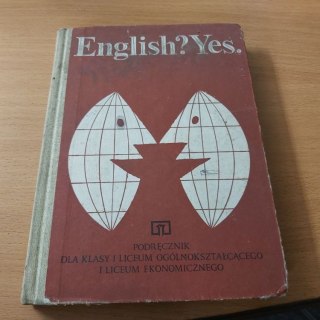 English? Yes.
PODRĘCZNIK
DLA KLASY I LICEUM OGÓLNOKSZTAŁCĄCEGO
I LICEUM EKONOMICZNEGO